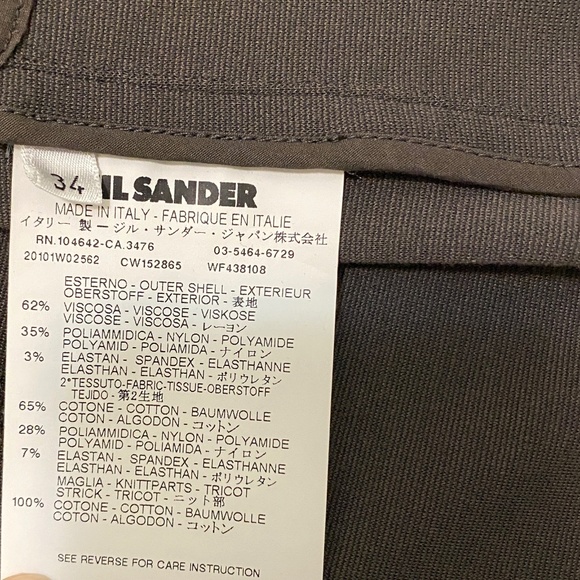 34
IL SANDER
MADE IN ITALY - FABRIQUE EN ITALIE
イタリー 製 ージル・サンダー・ジャパン株式会社
RN.104642-CA.3476 03-5464-6729
20101W02562 CW152865 WF438108
ESTERNO - OUTER SHELL - EXTERIEUR
OBERSTOFF - EXTERIOR - 表地
62% VISCOSA - VISCOSE - VISKOSE
VISCOSE - VISCOSA - レーヨン
35% POLIAMMIDICA - NYLON - POLYAMIDE
POLYAMID - POLIAMIDA - ナイロン
3% ELASTAN - SPANDEX - ELASTHANNE
ELASTHAN - ELASTHAN - ポリウレタン
2*TESSUTO-FABRIC-TISSUE-OBERSTOFF
TEJIDO - 第2生地
65% COTONE - COTTON - BAUMWOLLE
COTON - ALGODON - コットン
28% POLIAMMIDICA - NYLON - POLYAMIDE
POLYAMID - POLIAMIDA - ナイロン
7% ELASTAN - SPANDEX - ELASTHANNE
ELASTHAN - ELASTHAN - ポリウレタン
MAGLIA - KNITTPARTS - TRICOT
STRICK - TRICOT - ニット部
100% COTONE - COTTON - BAUMWOLLE
COTON - ALGODON - コットン
SEE REVERSE FOR CARE INSTRUCTION